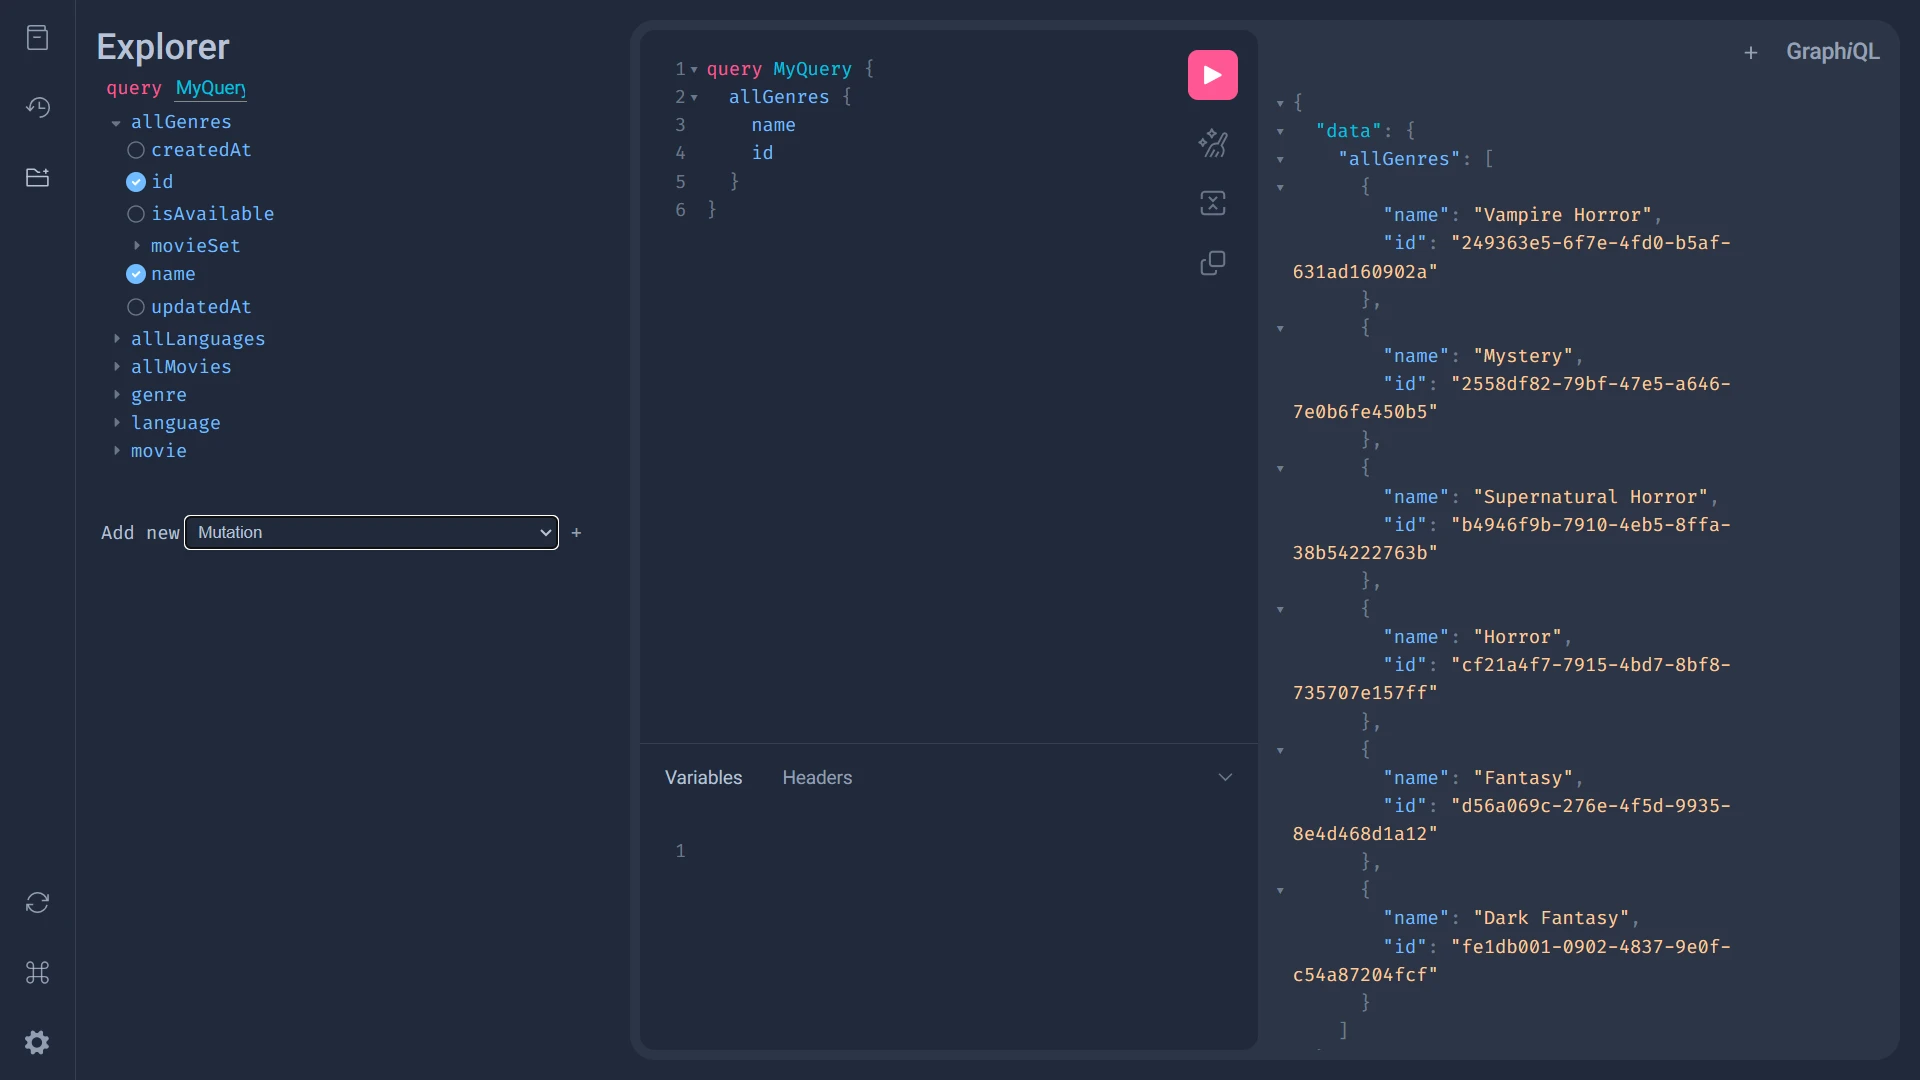 Explorer
query MyQuery
allGenres
createdAt
id
isAvailable
movieSet
name
updatedAt
allLanguages
allMovies
genre
language
movie
Add new Mutation +
1 query MyQuery {
2 allGenres {
3 name
4 id
5 }
6 }
Variables Headers
1
+ GraphiQL
{
"data": {
"allGenres": [
{
"name": "Vampire Horror",
"id": "249363e5-6f7e-4fd0-b5af-
631ad160902a"
},
{
"name": "Mystery",
"id": "2558df82-79bf-47e5-a646-
7e0b6fe450b5"
},
{
"name": "Supernatural Horror",
"id": "b4946f9b-7910-4eb5-8ffa-
38b54222763b"
},
{
"name": "Horror",
"id": "cf21a4f7-7915-4bd7-8bf8-
735707e157ff"
},
{
"name": "Fantasy",
"id": "d56a069c-276e-4f5d-9935-
8e4d468d1a12"
},
{
"name": "Dark Fantasy",
"id": "fe1db001-0902-4837-9e0f-
c54a87204fcf"
}
]